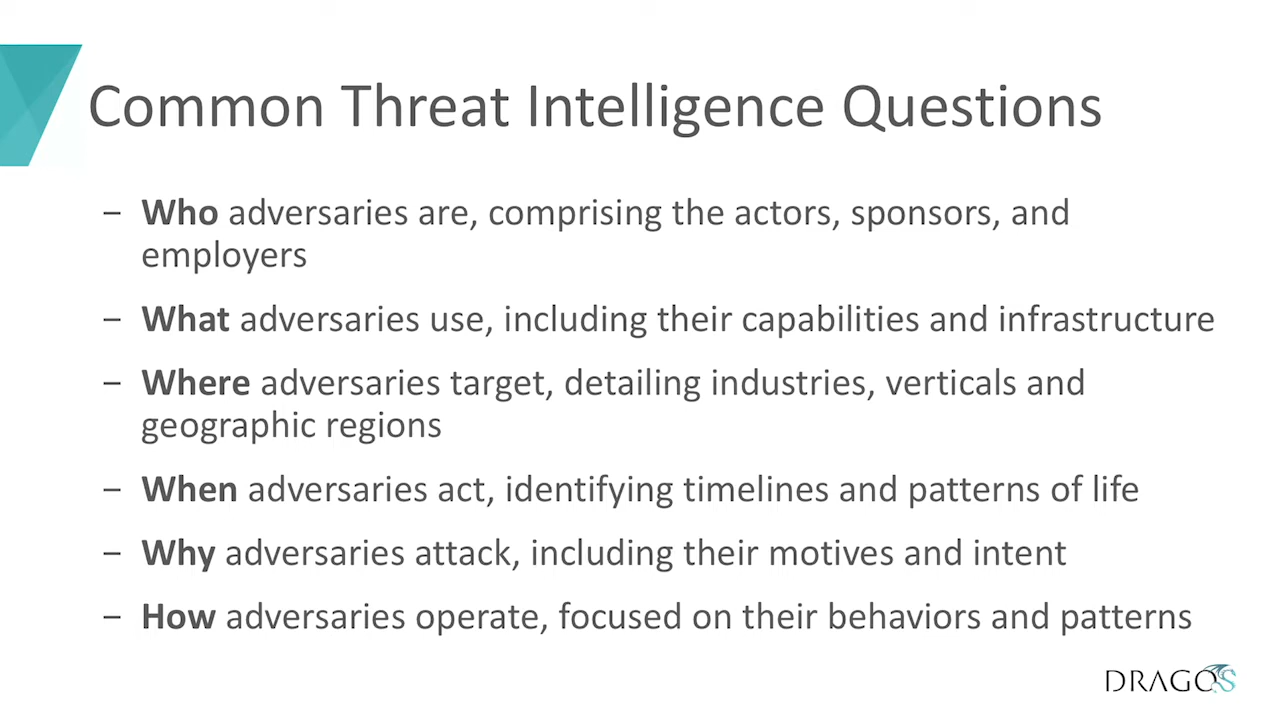 Common Threat Intelligence Questions
– Who adversaries are, comprising the actors, sponsors, and
employers
– What adversaries use, including their capabilities and infrastructure
– Where adversaries target, detailing industries, verticals and
geographic regions
– When adversaries act, identifying timelines and patterns of life
– Why adversaries attack, including their motives and intent
– How adversaries operate, focused on their behaviors and patterns
DRAGOS